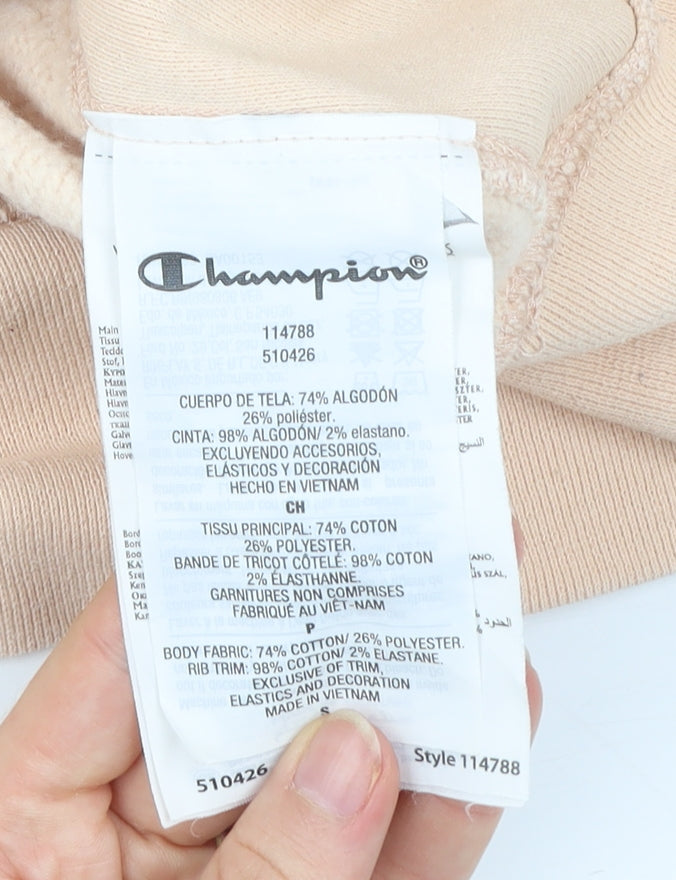 Champion®
114788
510426
CUERPO DE TELA: 74% ALGODÓN
26% poliéster.
CINTA: 98% ALGODÓN/ 2% elastano.
EXCLUYENDO ACCESORIOS,
ELÁSTICOS Y DECORACIÓN
HECHO EN VIETNAM
CH
TISSU PRINCIPAL: 74% COTON
26% POLYESTER.
BANDE DE TRICOT CÔTELÉ: 98% COTON
2% ÉLASTHANNE.
GARNITURES NON COMPRISES
FABRIQUÉ AU VIÊT-NAM
P
BODY FABRIC: 74% COTTON/ 26% POLYESTER.
RIB TRIM: 98% COTTON/ 2% ELASTANE.
EXCLUSIVE OF TRIM,
ELASTICS AND DECORATION
MADE IN VIETNAM
S
510426
Style 114788